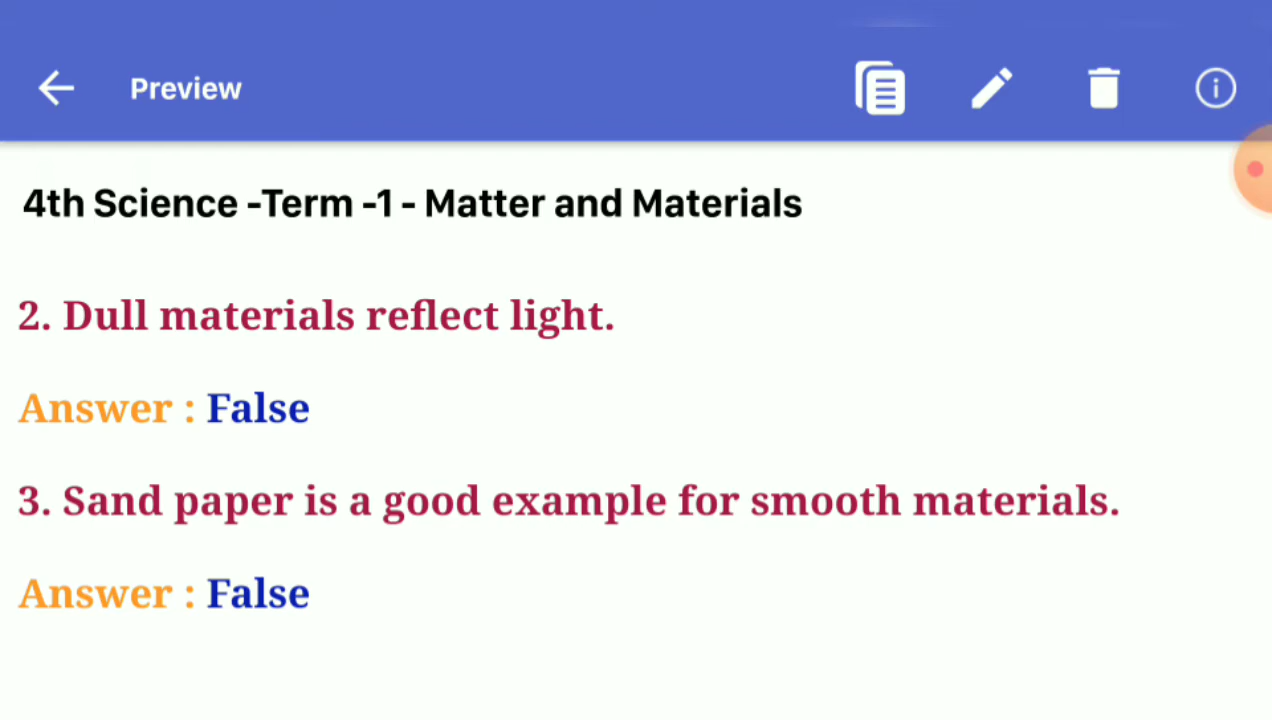 Preview
4th Science -Term -1 - Matter and Materials
2. Dull materials reflect light.
Answer : False
3. Sand paper is a good example for smooth materials.
Answer : False